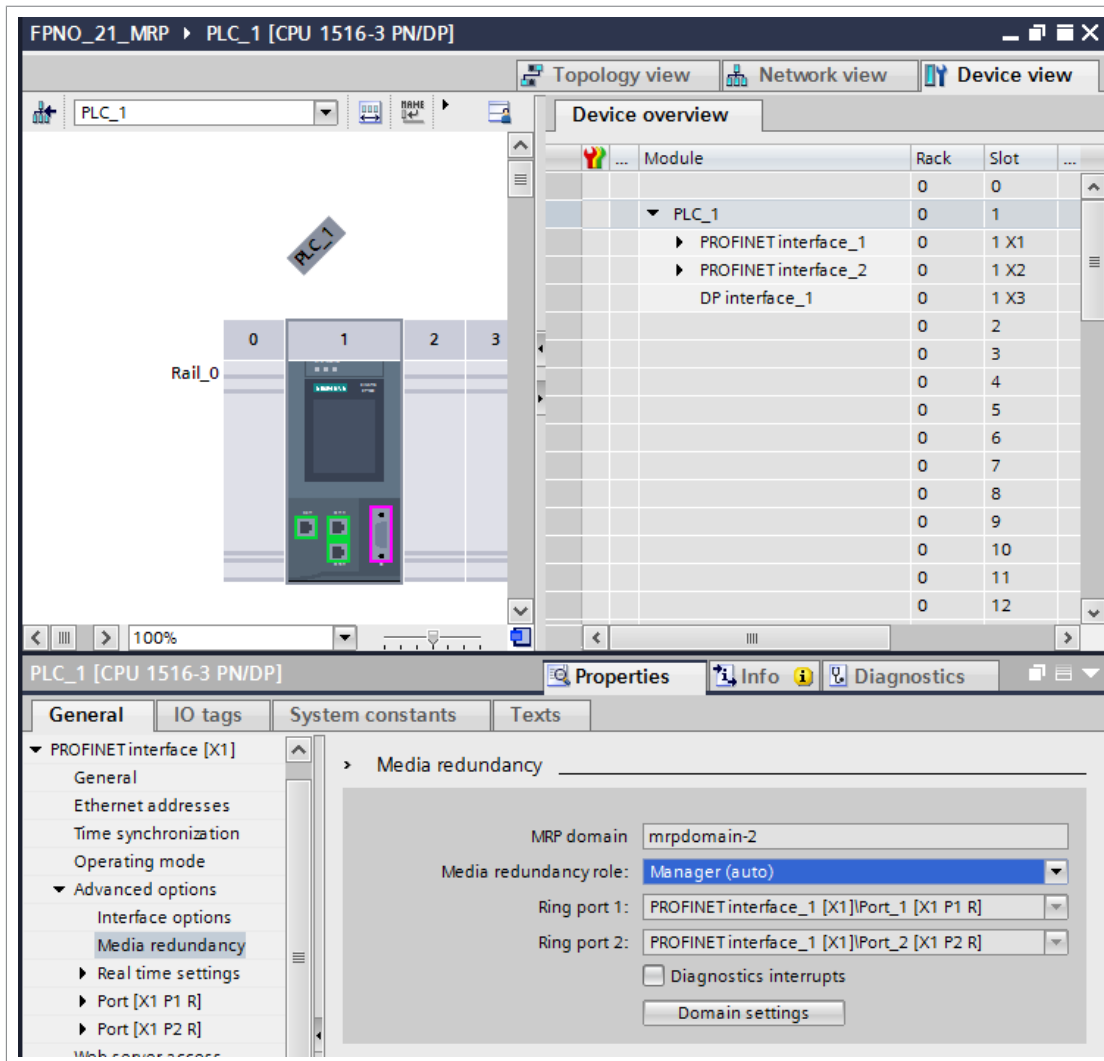 FPNO_21_MRP ▸ PLC_1 [CPU 1516-3 PN/DP]
Topology view Network view Device view
PLC_1
NAME
Device overview
... Module Rack Slot ...
0 0
PLC_1 0 1
PROFINET interface_1 0 1 X1
PROFINET interface_2 0 1 X2
DP interface_1 0 1 X3
0 2
0 3
0 4
0 5
0 6
0 7
0 8
0 9
0 10
0 11
0 12
PLC_1
0 1 2 3
Rail_0
SIEMENS
100%
PLC_1 [CPU 1516-3 PN/DP]
Properties Info Diagnostics
General IO tags System constants Texts
PROFINET interface [X1]
General
Ethernet addresses
Time synchronization
Operating mode
Advanced options
Interface options
Media redundancy
Real time settings
Port [X1 P1 R]
Port [X1 P2 R]
Web server access
Media redundancy
MRP domain mrpdomain-2
Media redundancy role: Manager (auto)
Ring port 1: PROFINET interface_1 [X1]\Port_1 [X1 P1 R]
Ring port 2: PROFINET interface_1 [X1]\Port_2 [X1 P2 R]
Diagnostics interrupts
Domain settings